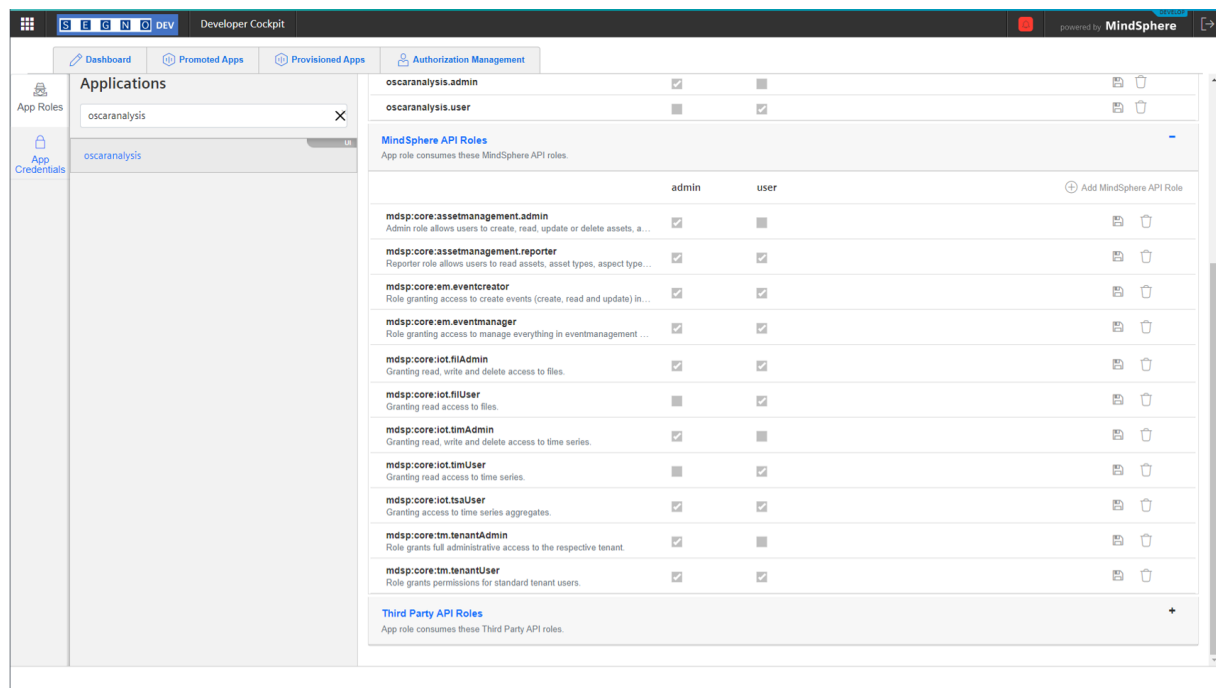 S E G N O DEV Developer Cockpit powered by MindSphere
Dashboard Promoted Apps Provisioned Apps Authorization Management
App Roles
App
Credentials
Applications
oscaranalysis
oscaranalysis
UI
oscaranalysis.admin
oscaranalysis.user
MindSphere API Roles
App role consumes these MindSphere API roles.
admin user Add MindSphere API Role
mdsp:core:assetmanagement.admin
Admin role allows users to create, read, update or delete assets, a...
mdsp:core:assetmanagement.reporter
Reporter role allows users to read assets, asset types, aspect type...
mdsp:core:em.eventcreator
Role granting access to create events (create, read and update) in...
mdsp:core:em.eventmanager
Role granting access to manage everything in eventmanagement ...
mdsp:core:iot.filAdmin
Granting read, write and delete access to files.
mdsp:core:iot.filUser
Granting read access to files.
mdsp:core:iot.timAdmin
Granting read, write and delete access to time series.
mdsp:core:iot.timUser
Granting read access to time series.
mdsp:core:iot.tsaUser
Granting access to time series aggregates.
mdsp:core:tm.tenantAdmin
Role grants full administrative access to the respective tenant.
mdsp:core:tm.tenantUser
Role grants permissions for standard tenant users.
Third Party API Roles
App role consumes these Third Party API roles.